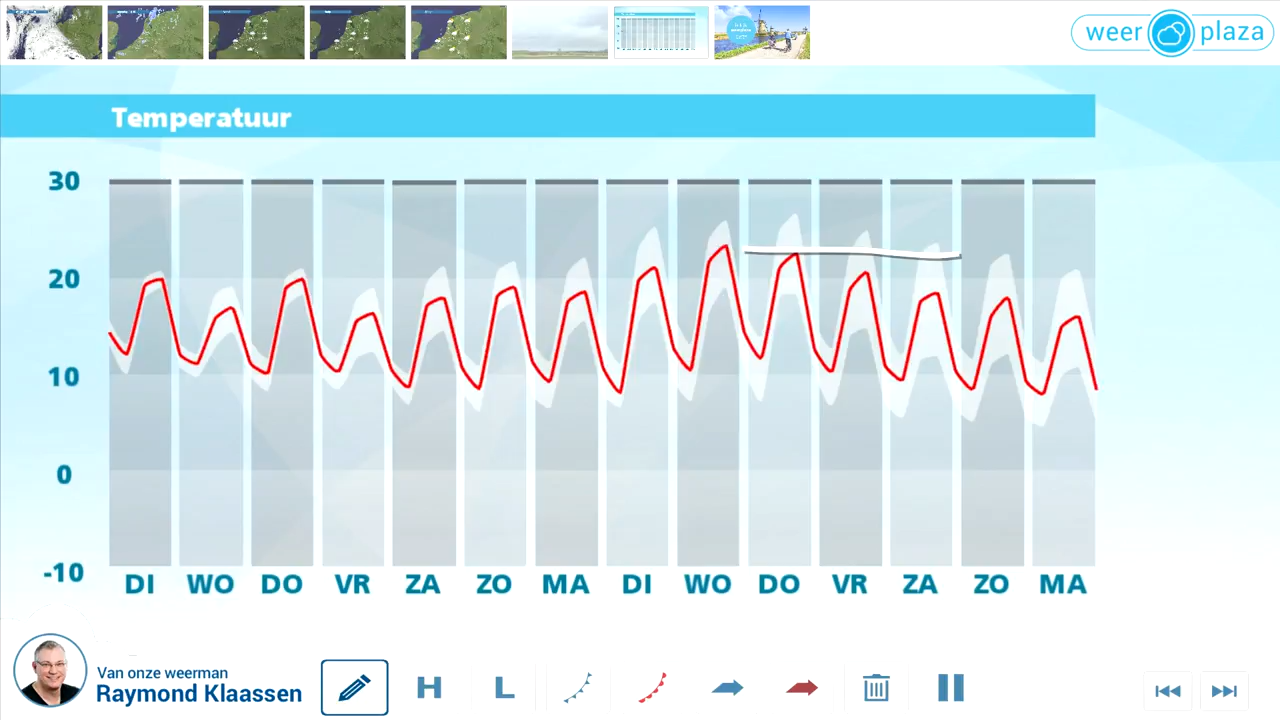 weer plaza
Temperatuur
30
20
10
0
-10
DI WO DO VR ZA ZO MA DI WO DO VR ZA ZO MA
Van onze weerman
Raymond Klaassen
H L